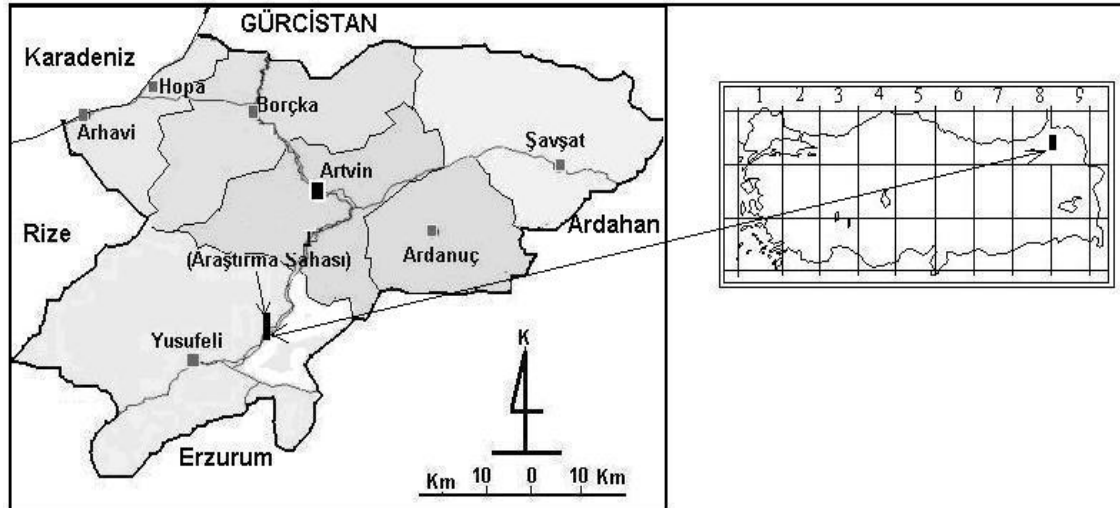 GÜRCİSTAN
Karadeniz
Hopa
Borçka
Arhavi
Şavşat
Artvin
Rize
Ardahan
(Araştırma Sahası)
Ardanuç
Yusufeli
K
Erzurum
Km 10 0 10 Km
1 2 3 4 5 6 7 8 9